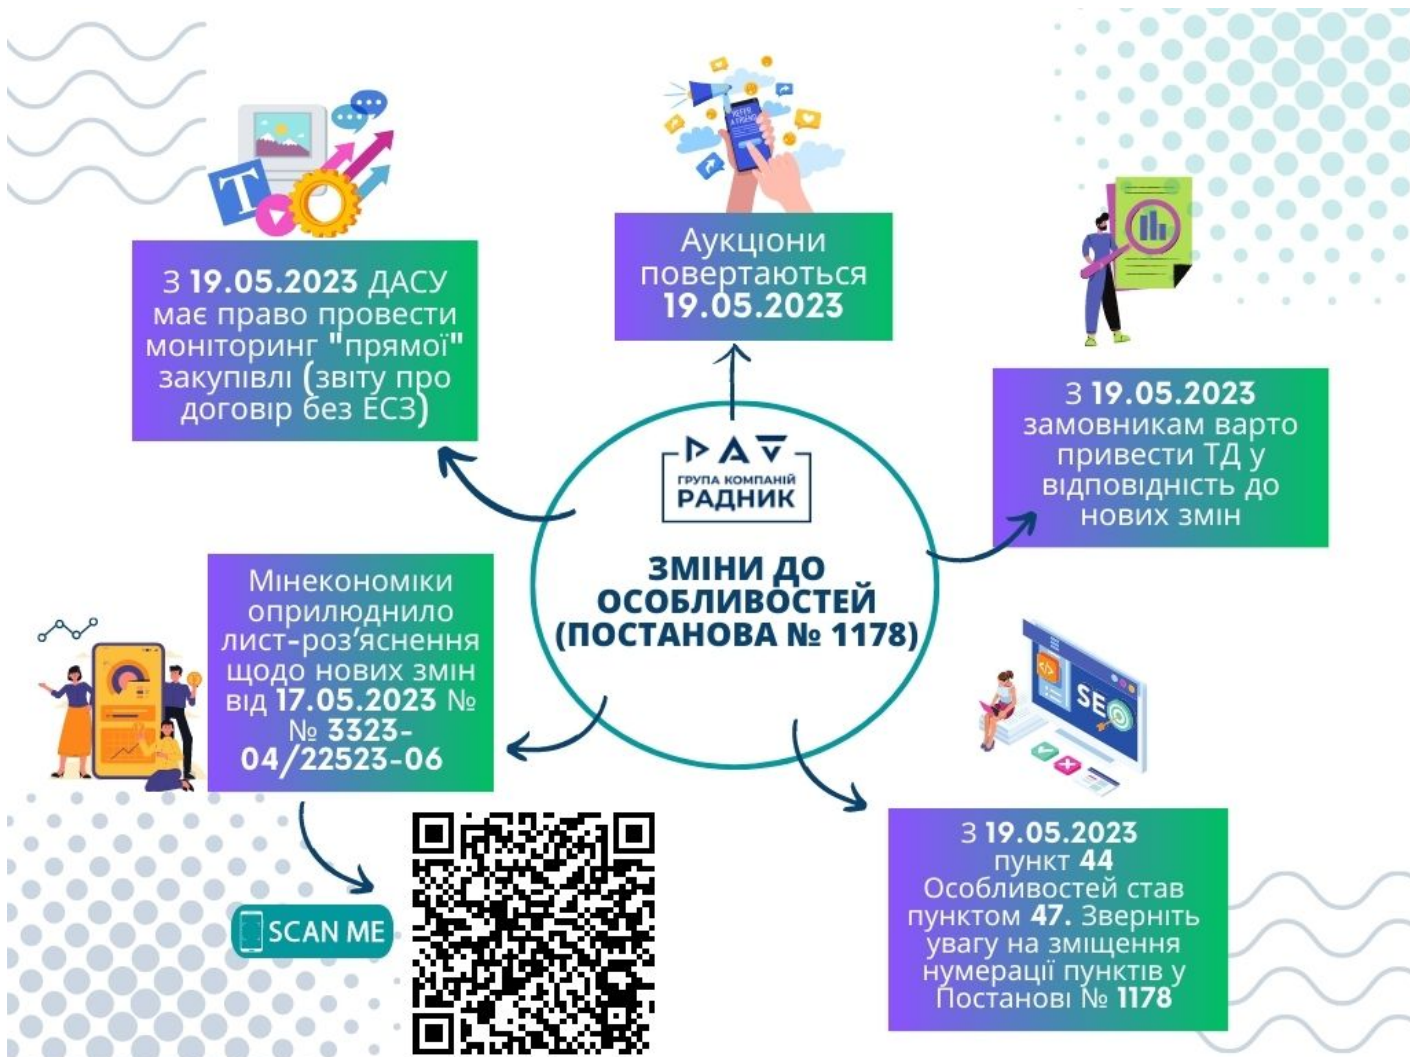 Аукціони
повертаються
19.05.2023
З 19.05.2023 ДАСУ
має право провести
моніторинг "прямої"
закупівлі (звіту про
договір без ЕСЗ)
З 19.05.2023
замовникам варто
привести ТД у
відповідність до
нових змін
РАД
ГРУПА КОМПАНІЙ
РАДНИК
ЗМІНИ ДО
ОСОБЛИВОСТЕЙ
(ПОСТАНОВА № 1178)
Мінекономіки
оприлюднило
лист-роз’яснення
щодо нових змін
від 17.05.2023 №
№ 3323-
04/22523-06
SCAN ME
REFER
A FRIEND
T
SEO
З 19.05.2023
пункт 44
Особливостей став
пунктом 47. Зверніть
увагу на зміщення
нумерації пунктів у
Постанові № 1178